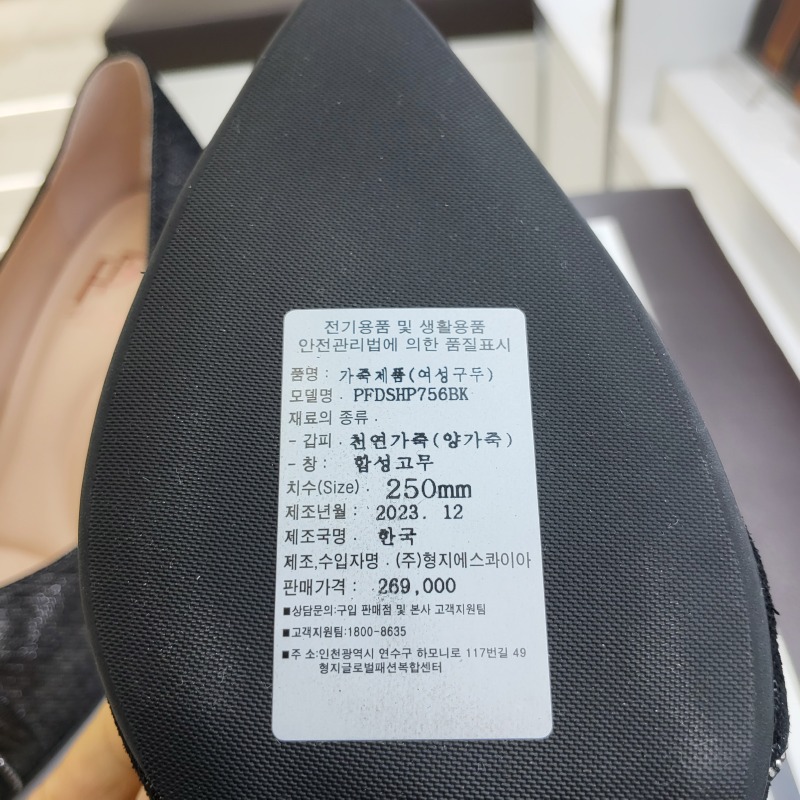 전기용품 및 생활용품
안전관리법에 의한 품질표시
품명 : 가죽제품(여성구두)
모델명 . PFDSHP756BK
재료의 종류 .
- 갑피 . 천연가죽(양가죽)
- 창 : 합성고무
치수(Size) . 250mm
제조년월 : 2023. 12
제조국명 . 한국
제조,수입자명 . (주)형지에스콰이아
판매가격 : 269,000
■상담문의:구입 판매점 및 본사 고객지원팀
■고객지원팀:1800-8635
■주 소:인천광역시 연수구 하모니로 117번길 49
형지글로벌패션복합센터